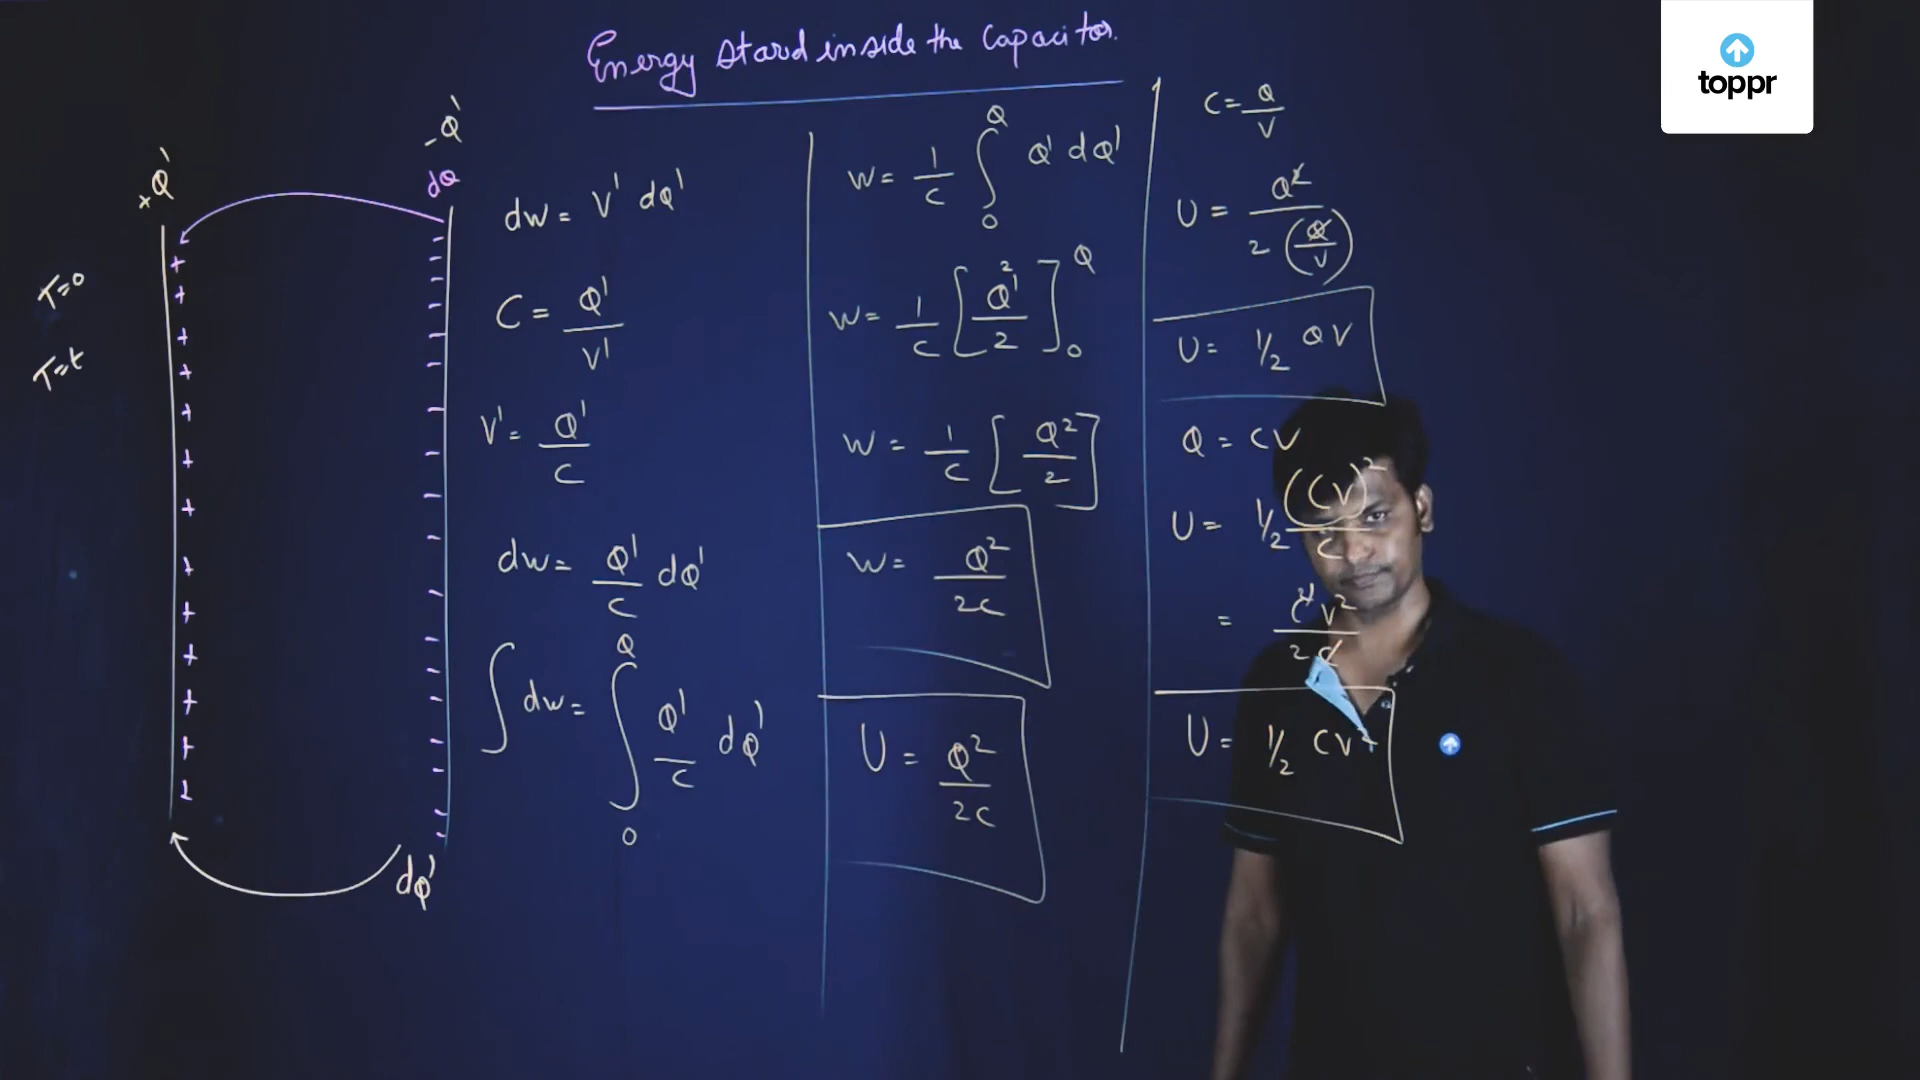 Energy stord inside the Capacitor.
toppr
+Q'
-Q'
dQ
T=0
T=t
dQ'
dw = V' dQ'
C = Q'/V'
V' = Q'/C
dw = Q'/C dQ'
∫dw = ∫₀^Q Q'/C dQ'
W = 1/C ∫₀^Q Q' dQ'
W = 1/C [Q'²/2]₀^Q
W = 1/C [Q²/2]
W = Q²/2C
U = Q²/2C
C = Q/V
U = Q²/2(Q/V)
U = 1/2 QV
Q = CV
U = 1/2 (CV)²/C
= C²V²/2C
U = 1/2 CV²